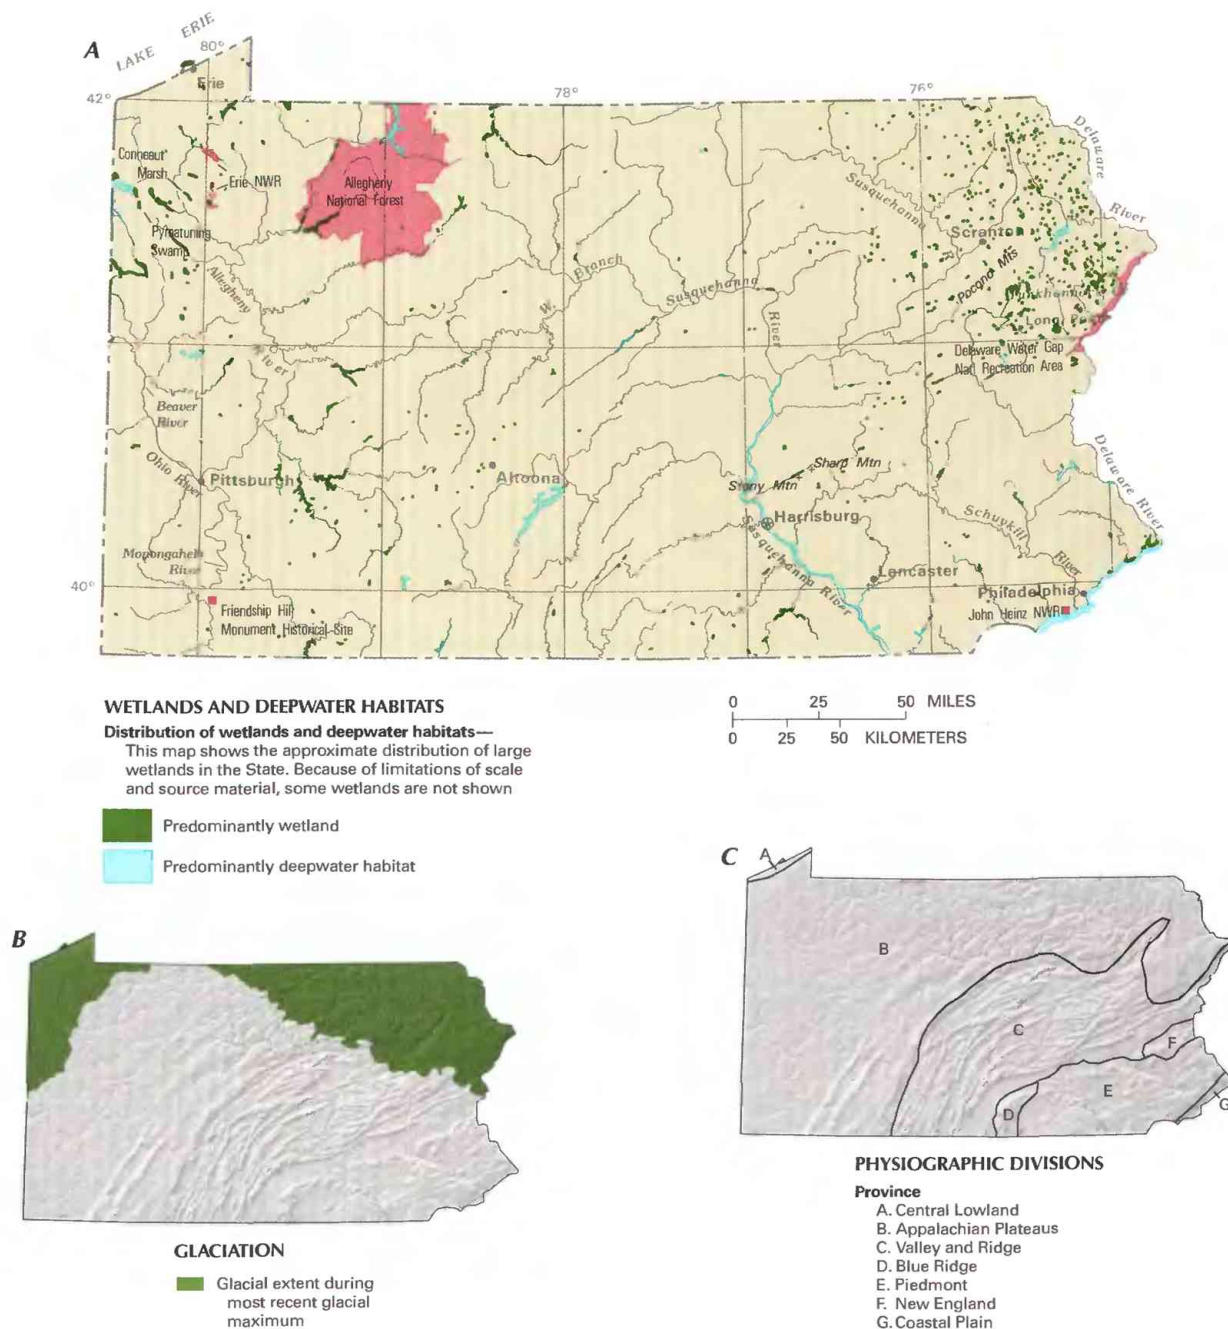 A
LAKE ERIE
80°
78°
76°
42°
Erie
Conneaut
Marsh
Erie NWR
Allegheny
National Forest
Pymatuning
Swamp
Allegheny
River
Delaware
River
Susquehanna
R
Scranto
Pocono Mts
Long Po
W. Branch
Susquehanna
River
Delaware Water Gap
Natl Recreation Area
Beaver
River
Ohio River
Pittsburgh
Altoona
Sharp Mtn
Stony Mtn
Harrisburg
Susquehanna River
Schuylkill
River
Delaware River
Monongahela
River
40°
Lancaster
Philadelphia
John Heinz NWR
Friendship Hill
Monument Historical Site
WETLANDS AND DEEPWATER HABITATS
Distribution of wetlands and deepwater habitats—
This map shows the approximate distribution of large
wetlands in the State. Because of limitations of scale
and source material, some wetlands are not shown
Predominantly wetland
Predominantly deepwater habitat
0 25 50 MILES
0 25 50 KILOMETERS
B
GLACIATION
Glacial extent during
most recent glacial
maximum
C
A
B
C
D
E
F
G
PHYSIOGRAPHIC DIVISIONS
Province
A. Central Lowland
B. Appalachian Plateaus
C. Valley and Ridge
D. Blue Ridge
E. Piedmont
F. New England
G. Coastal Plain